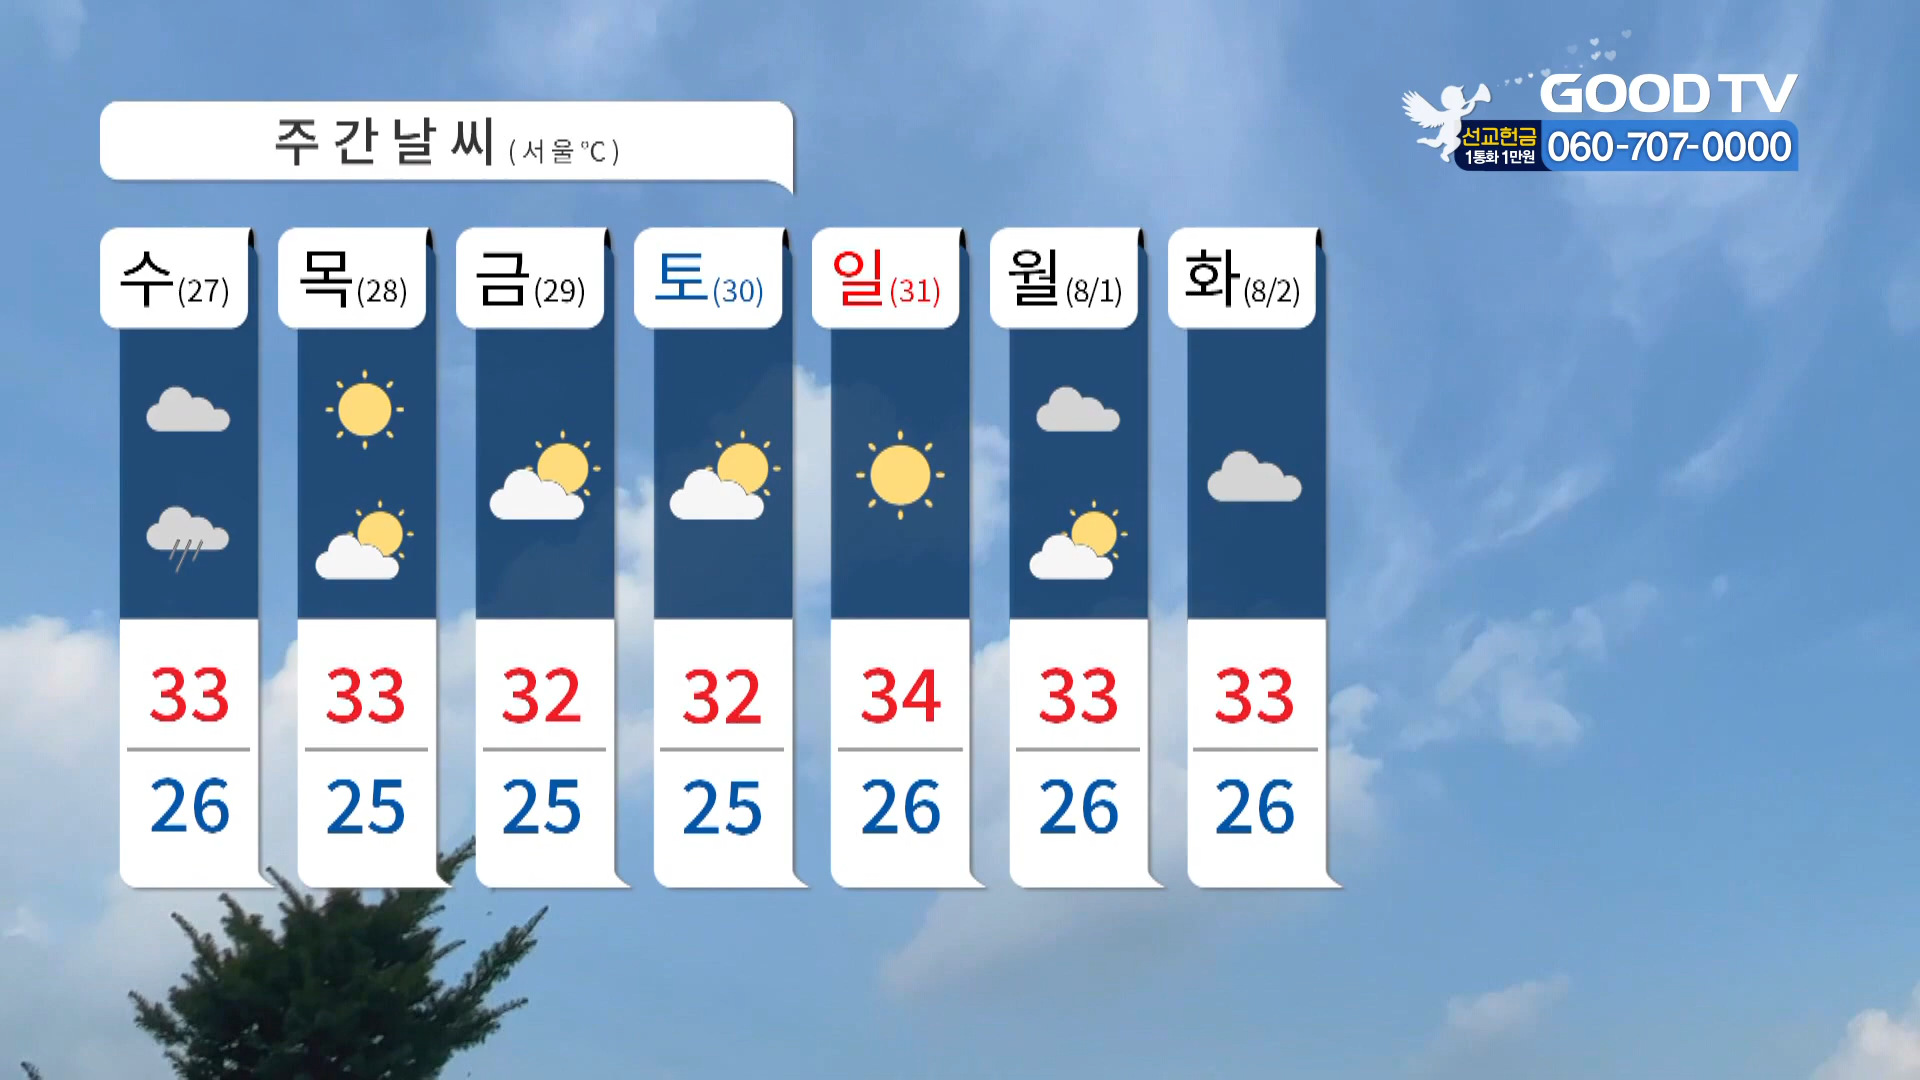 주간날씨 (서울℃)
GOOD TV
선교헌금
1통화 1만원
060-707-0000
수(27) 목(28) 금(29) 토(30) 일(31) 월(8/1) 화(8/2)
33 33 32 32 34 33 33
26 25 25 25 26 26 26